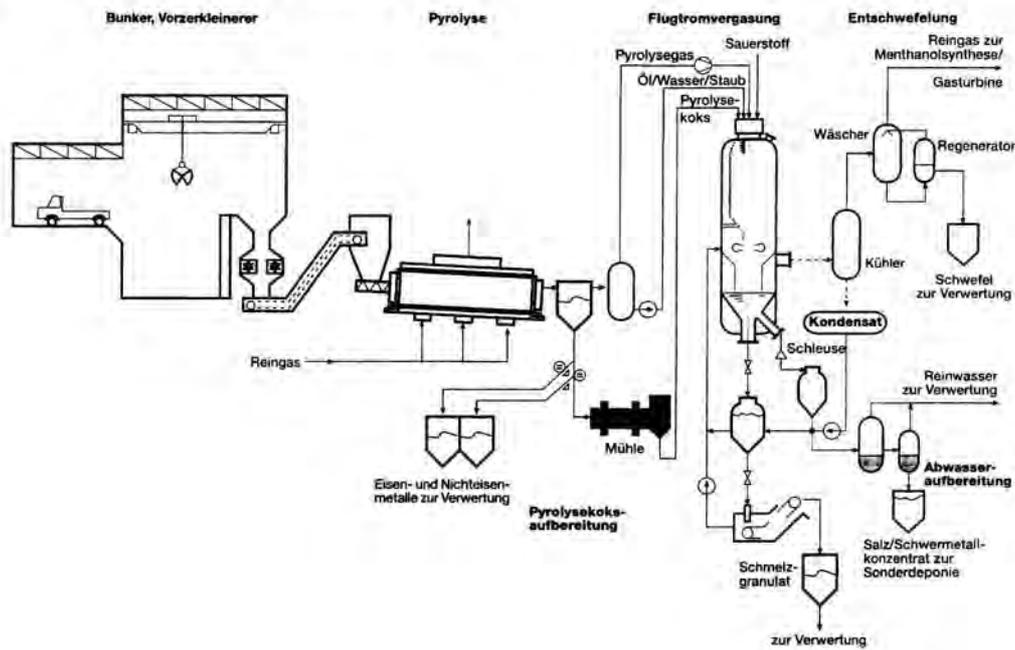 Bunker, Vorzerkleinerer
Pyrolyse
Flugtromvergasung
Entschwefelung
Sauerstoff
Reingas zur
Menthanolsynthese/
Gasturbine
Pyrolysegas
Öl/Wasser/Staub
Pyrolyse-
koks
Wäscher
Regenerator
Kühler
Schwefel
zur Verwertung
Kondensat
Schleuse
Reingas
Reinwasser
zur Verwertung
Mühle
Eisen- und Nichteisen-
metalle zur Verwertung
Pyrolysekoks-
aufbereitung
Abwasser-
aufbereitung
Salz/Schwermetall-
konzentrat zur
Sonderdeponie
Schmelz-
granulat
zur Verwertung